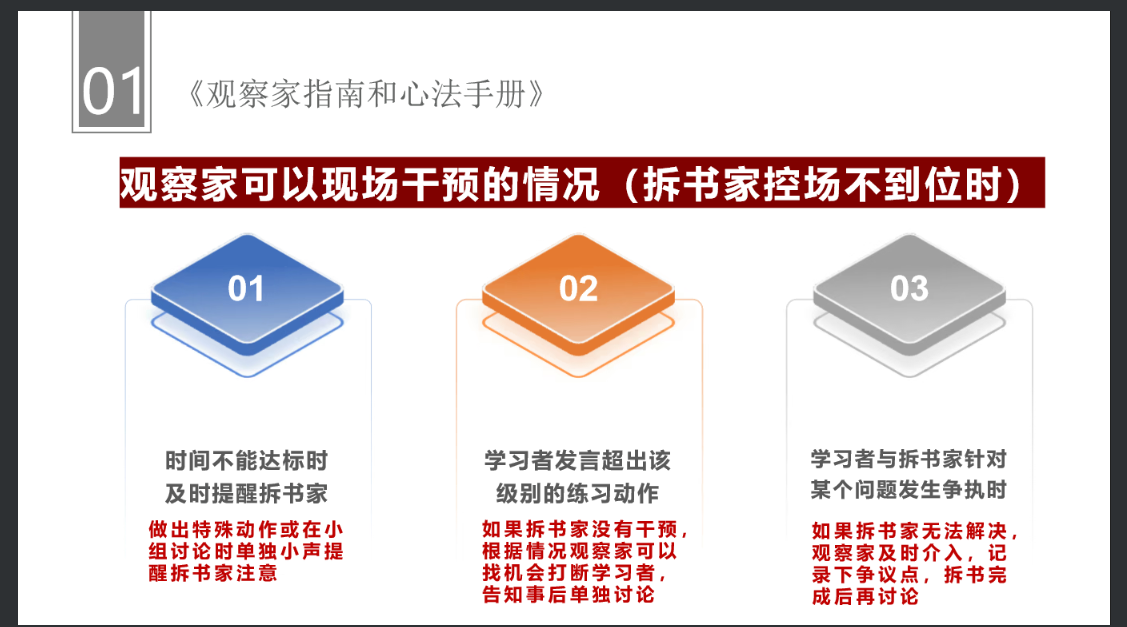 01
《观察家指南和心法手册》
观察家可以现场干预的情况（拆书家控场不到位时）
01
时间不能达标时
及时提醒拆书家
做出特殊动作或在小
组讨论时单独小声提
醒拆书家注意
02
学习者发言超出该
级别的练习动作
如果拆书家没有干预，
根据情况观察家可以
找机会打断学习者，
告知事后单独讨论
03
学习者与拆书家针对
某个问题发生争执时
如果拆书家无法解决，
观察家及时介入，记
录下争议点，拆书完
成后再讨论